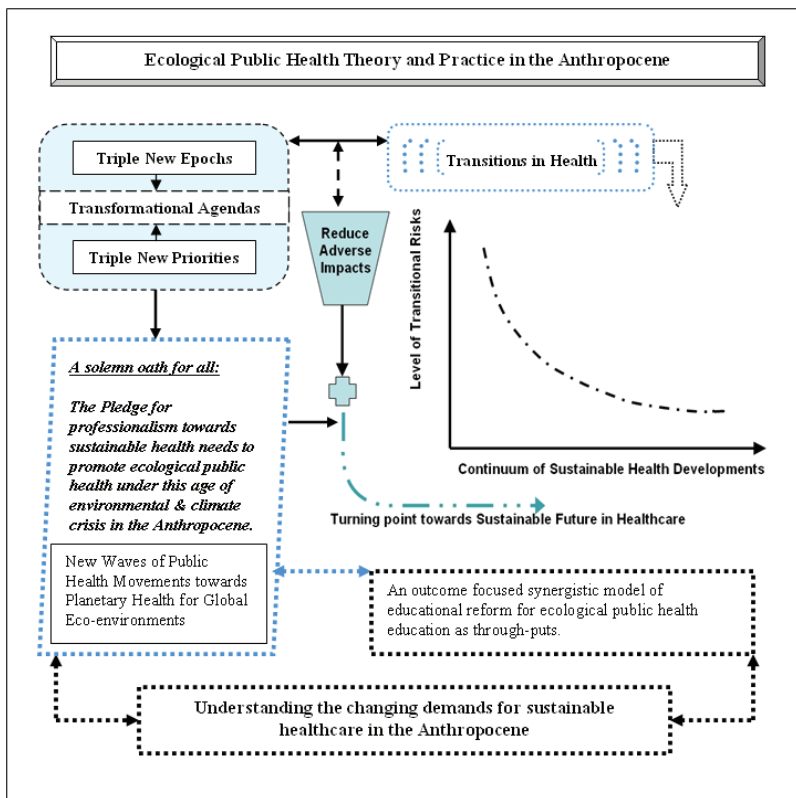 Ecological Public Health Theory and Practice in the Anthropocene
Triple New Epochs
Transformational Agendas
Triple New Priorities
Transitions in Health
Reduce
Adverse
Impacts
Level of Transitional Risks
Continuum of Sustainable Health Developments
A solemn oath for all:
The Pledge for
professionalism towards
sustainable health needs to
promote ecological public
health under this age of
environmental & climate
crisis in the Anthropocene.
Turning point towards Sustainable Future in Healthcare
New Waves of Public
Health Movements towards
Planetary Health for Global
Eco-environments
An outcome focused synergistic model of
educational reform for ecological public health
education as through-puts.
Understanding the changing demands for sustainable
healthcare in the Anthropocene